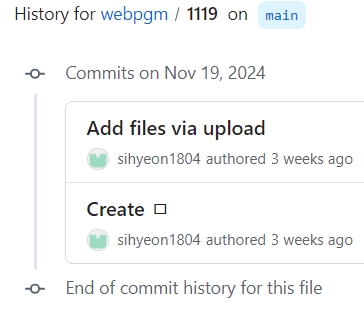 History for webpgm / 1119 on main
Commits on Nov 19, 2024
Add files via upload
sihyeon1804 authored 3 weeks ago
Create ㅁ
sihyeon1804 authored 3 weeks ago
End of commit history for this file